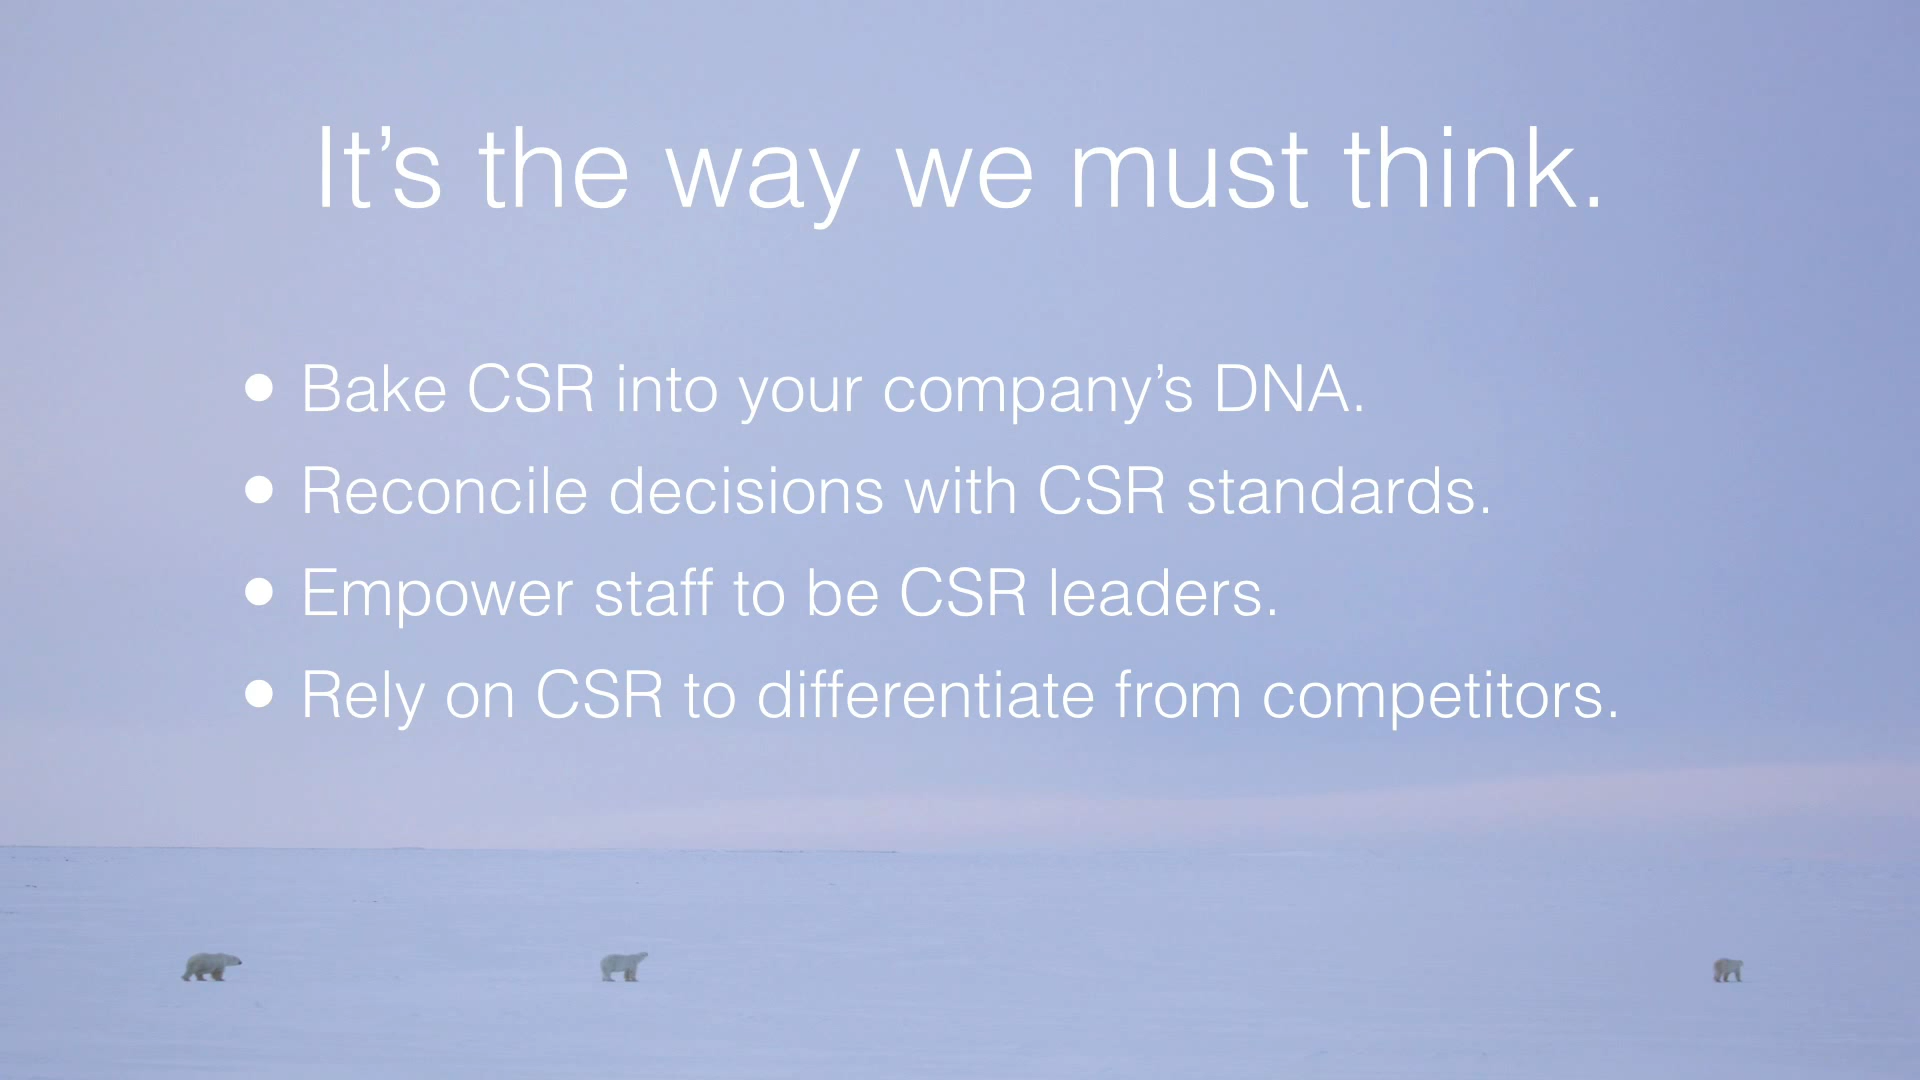 It’s the way we must think.
• Bake CSR into your company’s DNA.
• Reconcile decisions with CSR standards.
• Empower staff to be CSR leaders.
• Rely on CSR to differentiate from competitors.